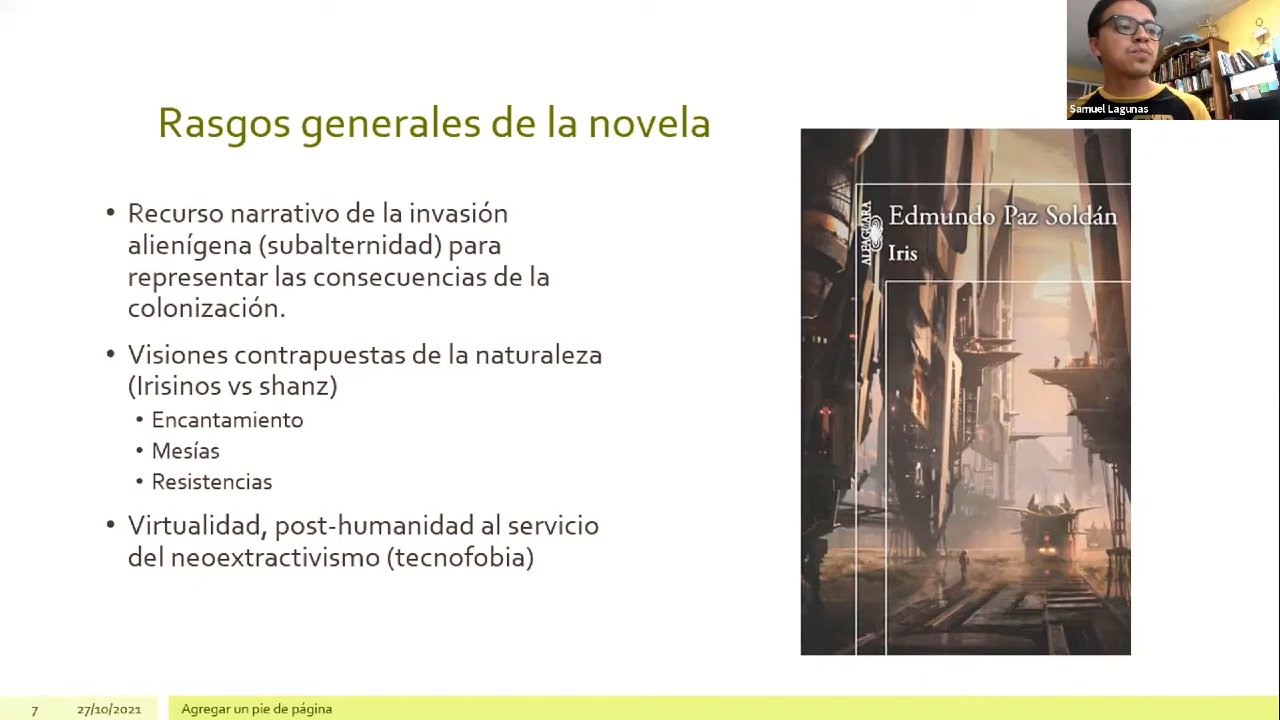 Samuel Lagunas
Rasgos generales de la novela
• Recurso narrativo de la invasión
alienígena (subalternidad) para
representar las consecuencias de la
colonización.
• Visiones contrapuestas de la naturaleza
(Irisinos vs shanz)
• Encantamiento
• Mesías
• Resistencias
• Virtualidad, post-humanidad al servicio
del neoextractivismo (tecnofobia)
ALFAGUARA
Edmundo Paz Soldán
Iris
7
27/10/2021
Agregar un pie de página